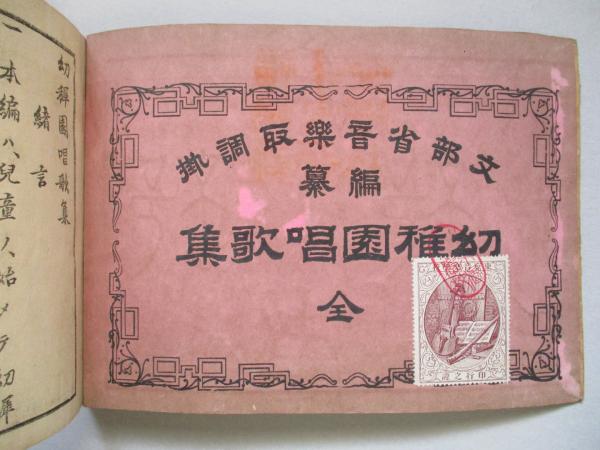 文部省音樂取調掛
編纂
幼稚園唱歌集
全
幼稚園唱歌集
緒言
一本編ハ児童ノ始メテ幼